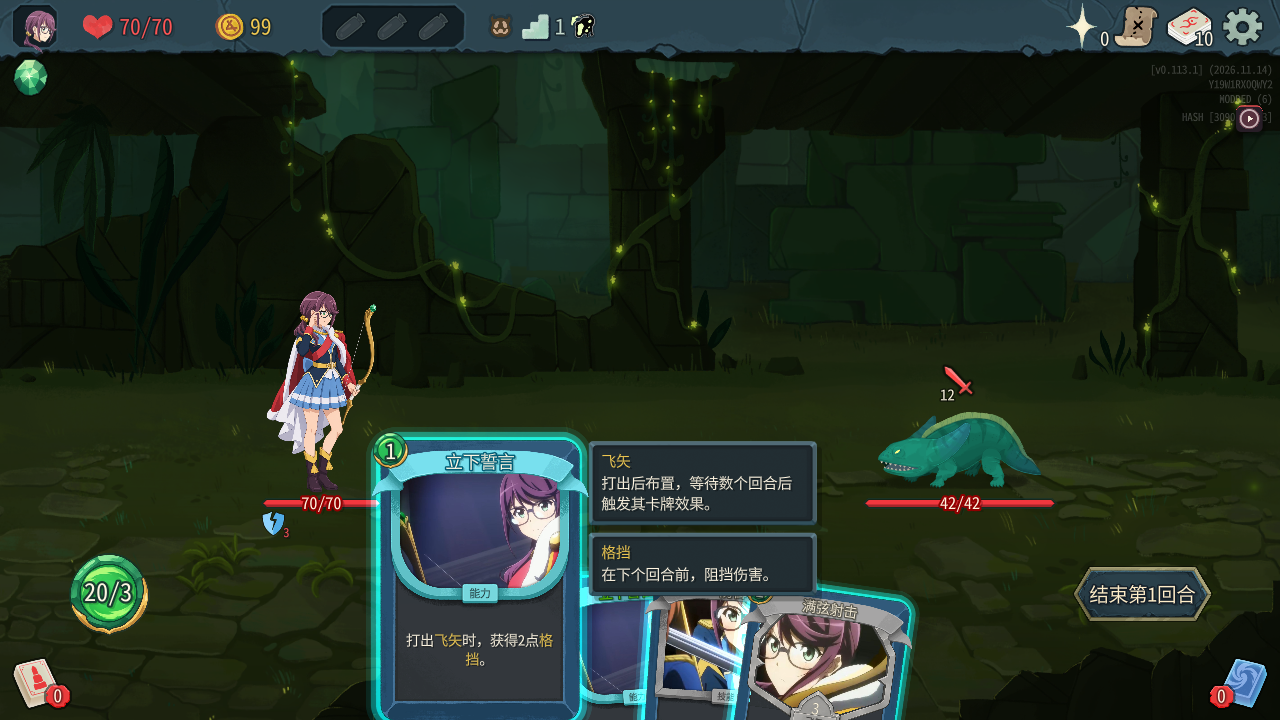 70/70
99
1
0
10
[v0.113.1] (2026.11.14)
Y19W1RX0QWY2
MODDED (6)
12
70/70
3
42/42
20/3
1
立下誓言
能力
打出飞矢时，获得2点格
挡。
飞矢
打出后布置，等待数个回合后
触发其卡牌效果。
格挡
在下个回合前，阻挡伤害。
技能
满弦射击
3
结束第1回合
0
0